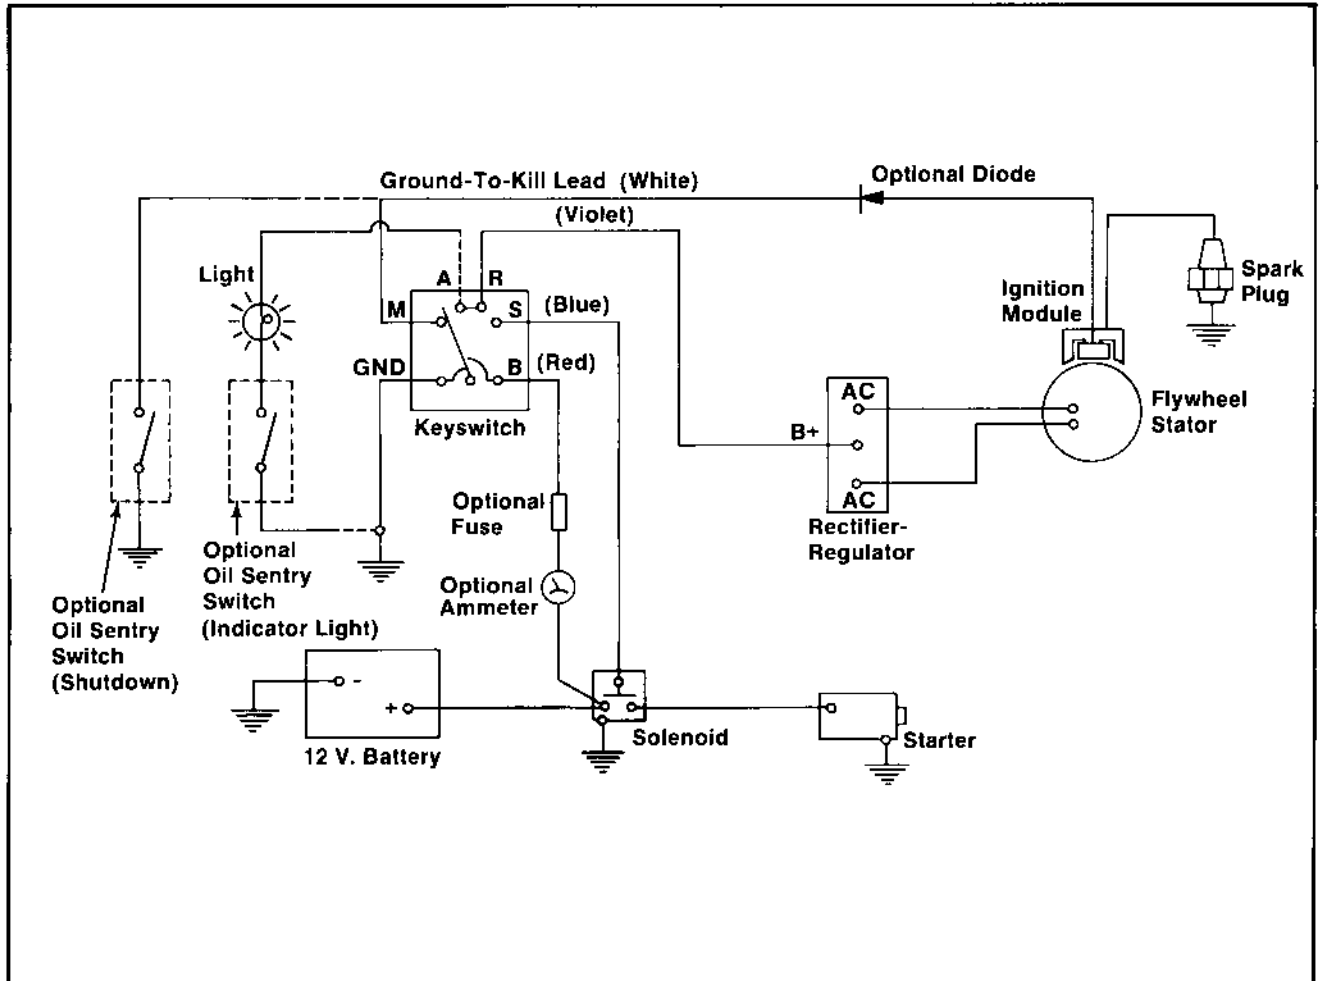 Ground-To-Kill Lead (White)
Optional Diode
(Violet)
Light
A
R
M
S
(Blue)
GND
B
(Red)
Keyswitch
Ignition
Module
Spark
Plug
Flywheel
Stator
AC
B+
AC
Rectifier-
Regulator
Optional
Fuse
Optional
Ammeter
Optional
Oil Sentry
Switch
(Indicator Light)
Optional
Oil Sentry
Switch
(Shutdown)
-
+
12 V. Battery
Solenoid
Starter